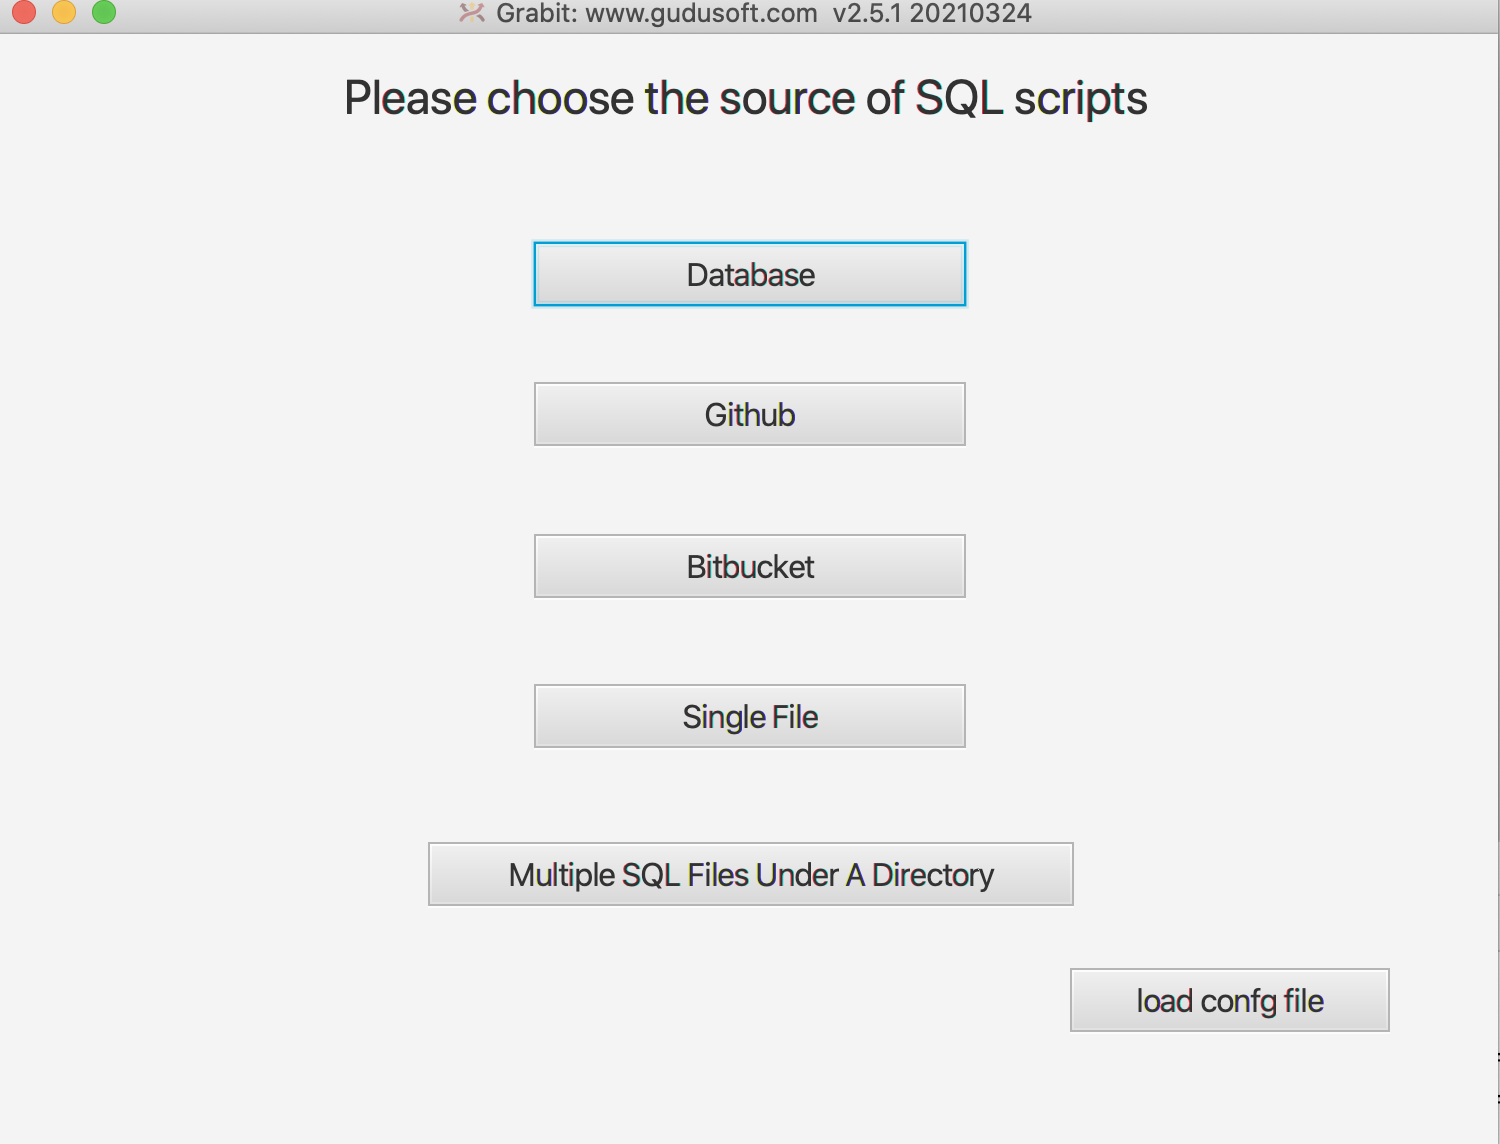 Grabit: www.gudusoft.com v2.5.1 20210324
Please choose the source of SQL scripts
Database
Github
Bitbucket
Single File
Multiple SQL Files Under A Directory
load confg file